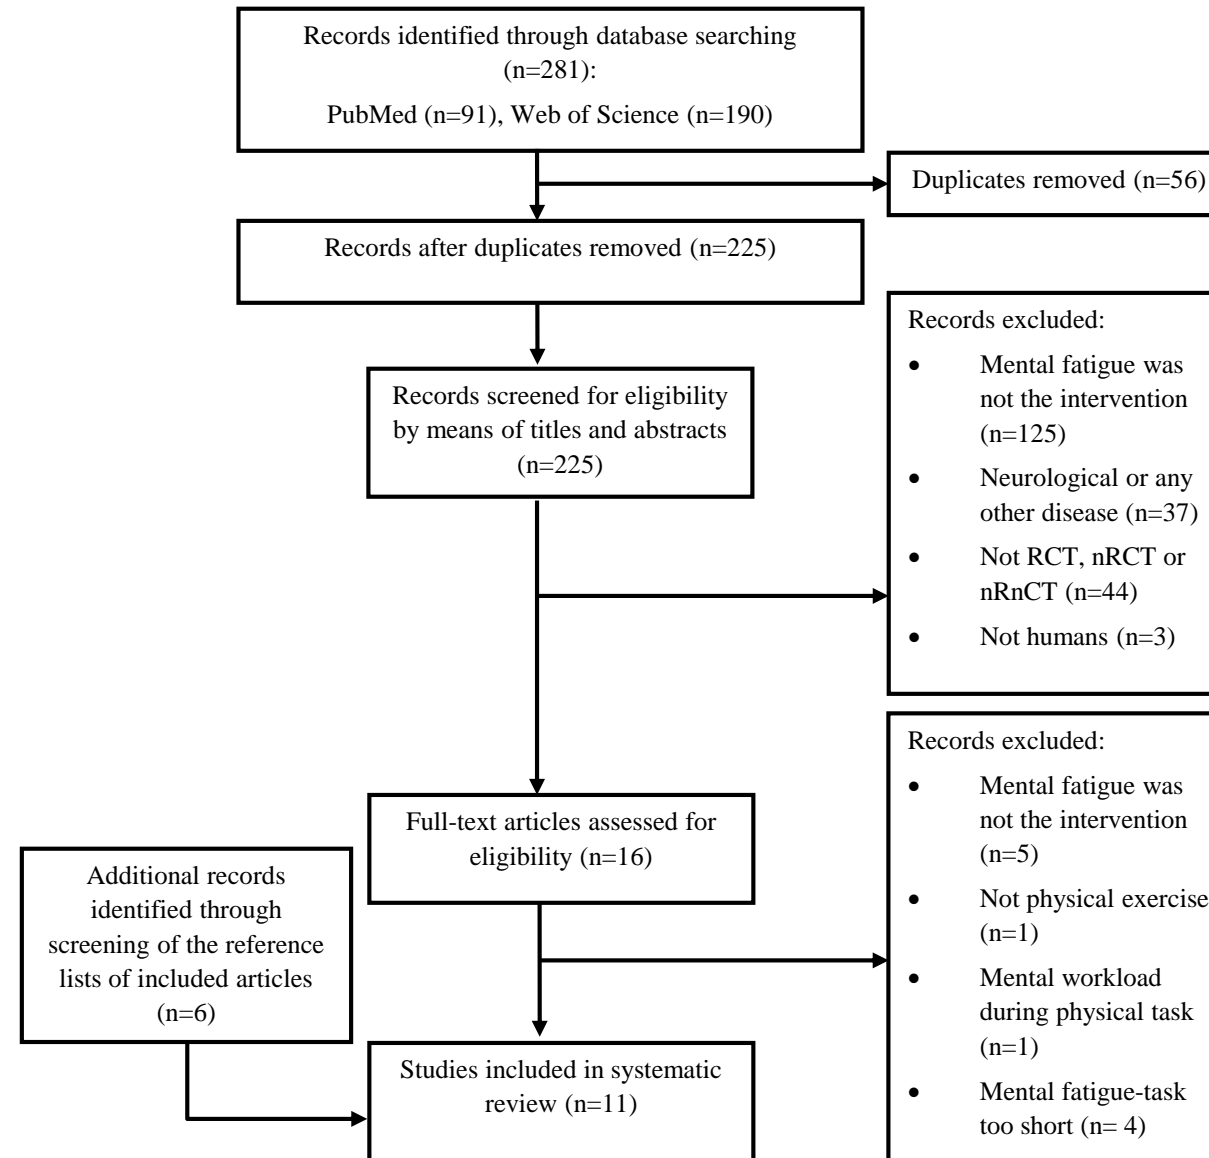 Records identified through database searching
(n=281):
PubMed (n=91), Web of Science (n=190)
Duplicates removed (n=56)
Records after duplicates removed (n=225)
Records screened for eligibility
by means of titles and abstracts
(n=225)
Records excluded:
• Mental fatigue was
not the intervention
(n=125)
• Neurological or any
other disease (n=37)
• Not RCT, nRCT or
nRnCT (n=44)
• Not humans (n=3)
Full-text articles assessed for
eligibility (n=16)
Records excluded:
• Mental fatigue was
not the intervention
(n=5)
• Not physical exercise
(n=1)
• Mental workload
during physical task
(n=1)
• Mental fatigue-task
too short (n= 4)
Additional records
identified through
screening of the reference
lists of included articles
(n=6)
Studies included in systematic
review (n=11)